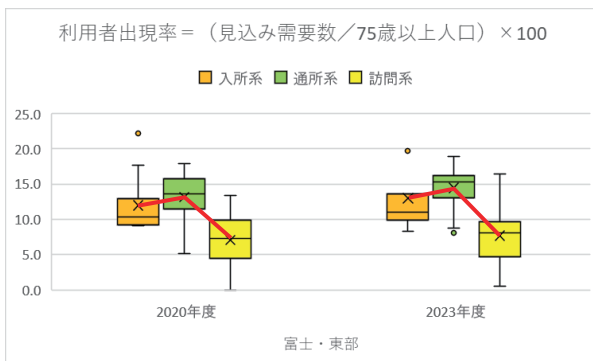 利用者出現率＝（見込み需要数／75歳以上人口）×100
入所系 通所系 訪問系
25.0
20.0
15.0
10.0
5.0
0.0
2020年度 2023年度
富士・東部